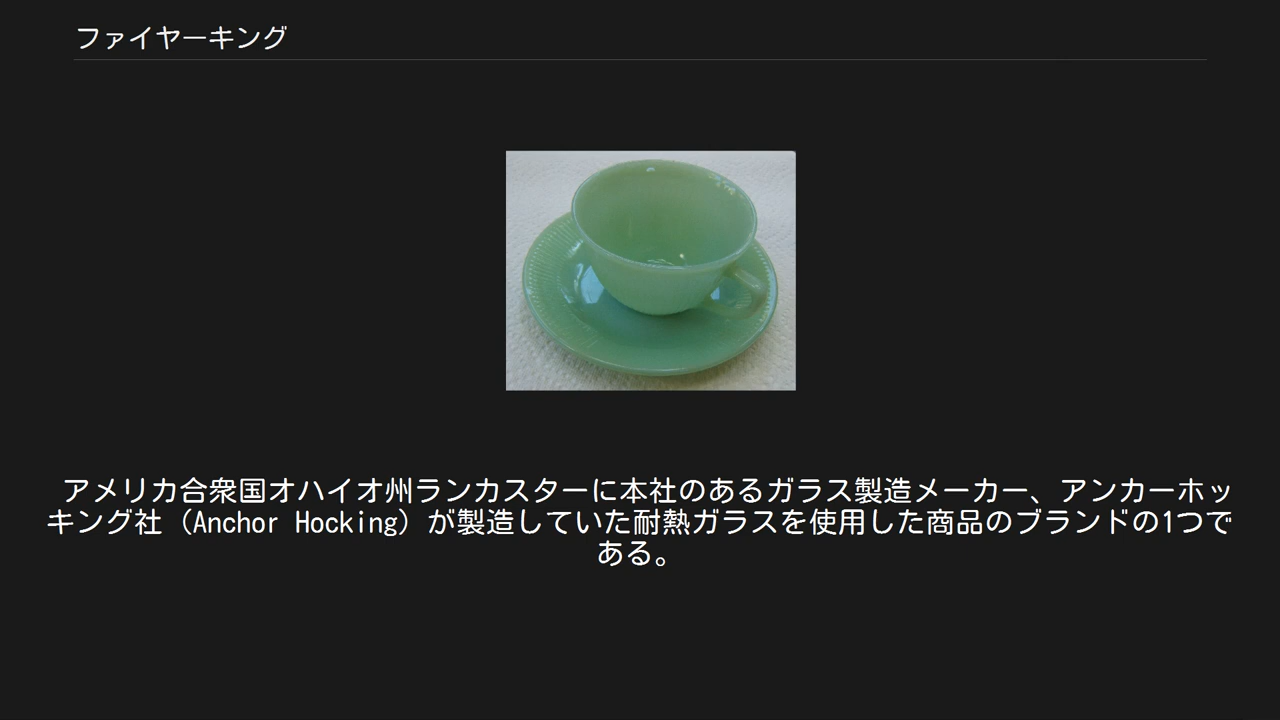 ファイヤーキング
アメリカ合衆国オハイオ州ランカスターに本社のあるガラス製造メーカー、アンカーホッ
キング社（Anchor Hocking）が製造していた耐熱ガラスを使用した商品のブランドの1つで
ある。